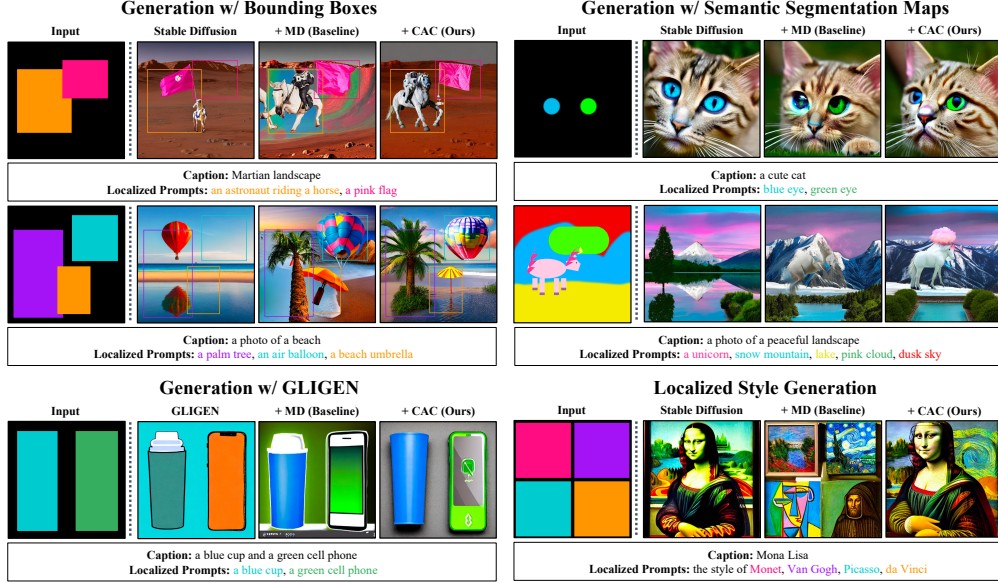 Generation w/ Bounding Boxes
Input
Stable Diffusion
+ MD (Baseline)
+ CAC (Ours)
Caption: Martian landscape
Localized Prompts: an astronaut riding a horse, a pink flag
Caption: a photo of a beach
Localized Prompts: a palm tree, an air balloon, a beach umbrella
Generation w/ Semantic Segmentation Maps
Input
Stable Diffusion
+ MD (Baseline)
+ CAC (Ours)
Caption: a cute cat
Localized Prompts: blue eye, green eye
Caption: a photo of a peaceful landscape
Localized Prompts: a unicorn, snow mountain, lake, pink cloud, dusk sky
Generation w/ GLIGEN
Input
GLIGEN
+ MD (Baseline)
+ CAC (Ours)
Caption: a blue cup and a green cell phone
Localized Prompts: a blue cup, a green cell phone
Localized Style Generation
Input
Stable Diffusion
+ MD (Baseline)
+ CAC (Ours)
Caption: Mona Lisa
Localized Prompts: the style of Monet, Van Gogh, Picasso, da Vinci